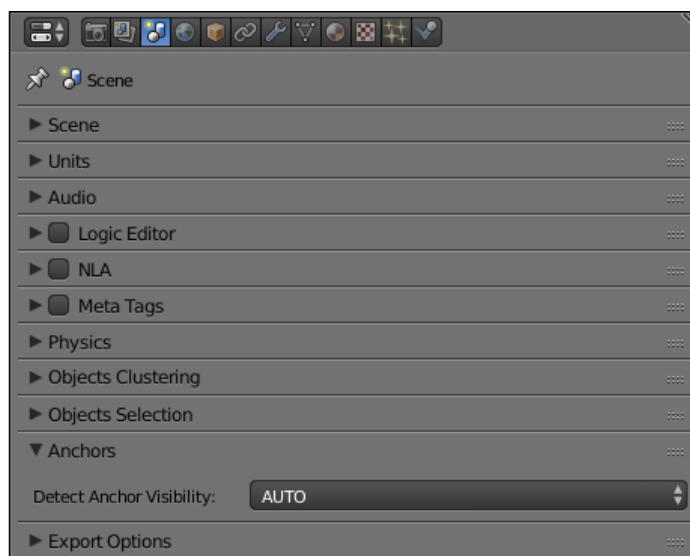 Scene
Scene
Units
Audio
Logic Editor
NLA
Meta Tags
Physics
Objects Clustering
Objects Selection
Anchors
Detect Anchor Visibility: AUTO
Export Options